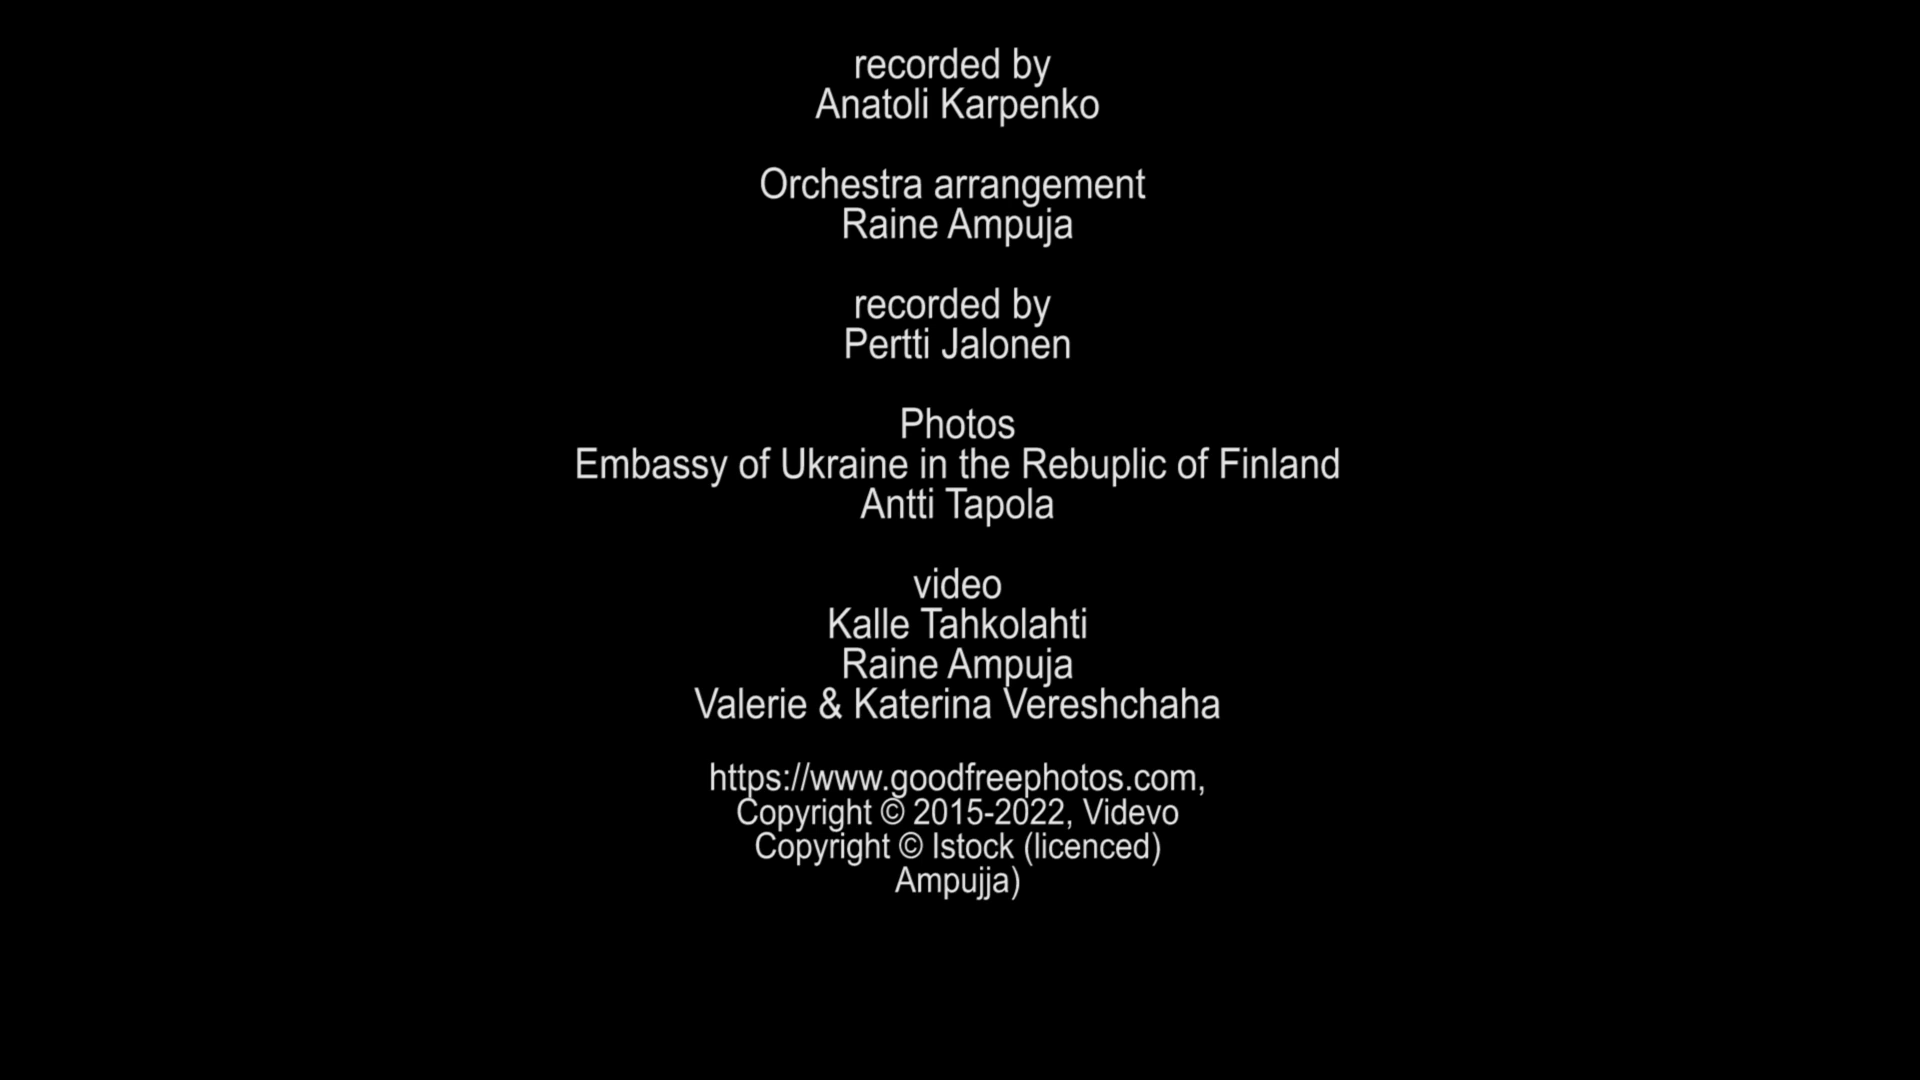 recorded by
Anatoli Karpenko
Orchestra arrangement
Raine Ampuja
recorded by
Pertti Jalonen
Photos
Embassy of Ukraine in the Rebuplic of Finland
Antti Tapola
video
Kalle Tahkolahti
Raine Ampuja
Valerie & Katerina Vereshchaha
https://www.goodfreephotos.com,
Copyright © 2015-2022, Videvo
Copyright © Istock (licenced)
Ampujja)